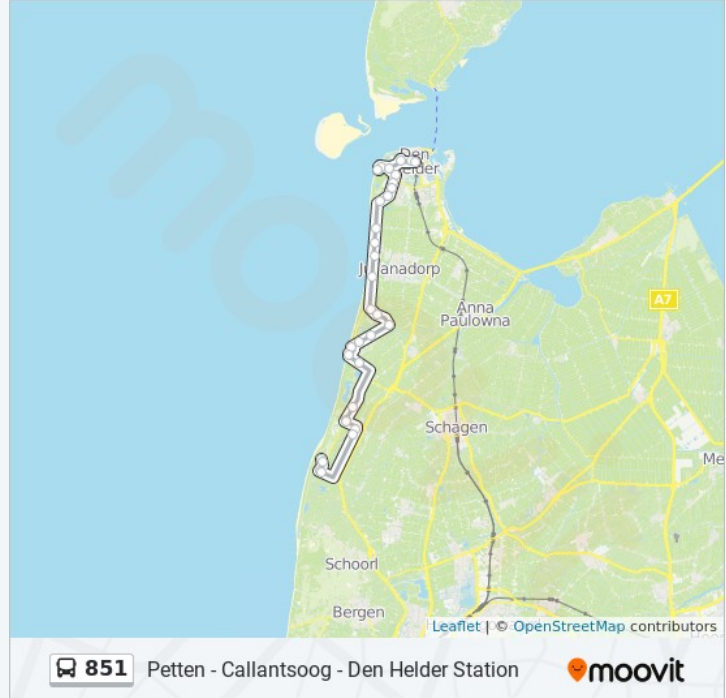 Den
Helder
Julianadorp
A7
Anna
Paulowna
Schagen
Me
Schoorl
Bergen
Leaflet | © OpenStreetMap contributors
851 Petten - Callantsoog - Den Helder Station moovit